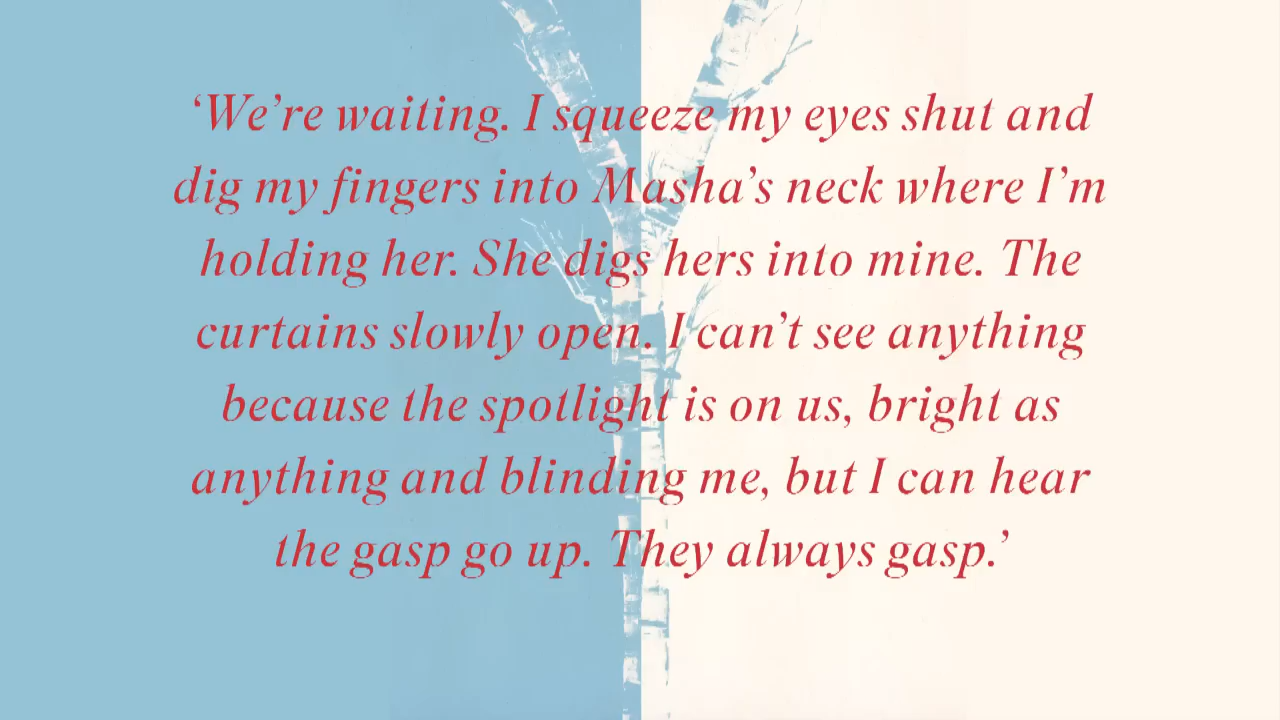 ‘We’re waiting. I squeeze my eyes shut and
dig my fingers into Masha’s neck where I’m
holding her. She digs hers into mine. The
curtains slowly open. I can’t see anything
because the spotlight is on us, bright as
anything and blinding me, but I can hear
the gasp go up. They always gasp.’